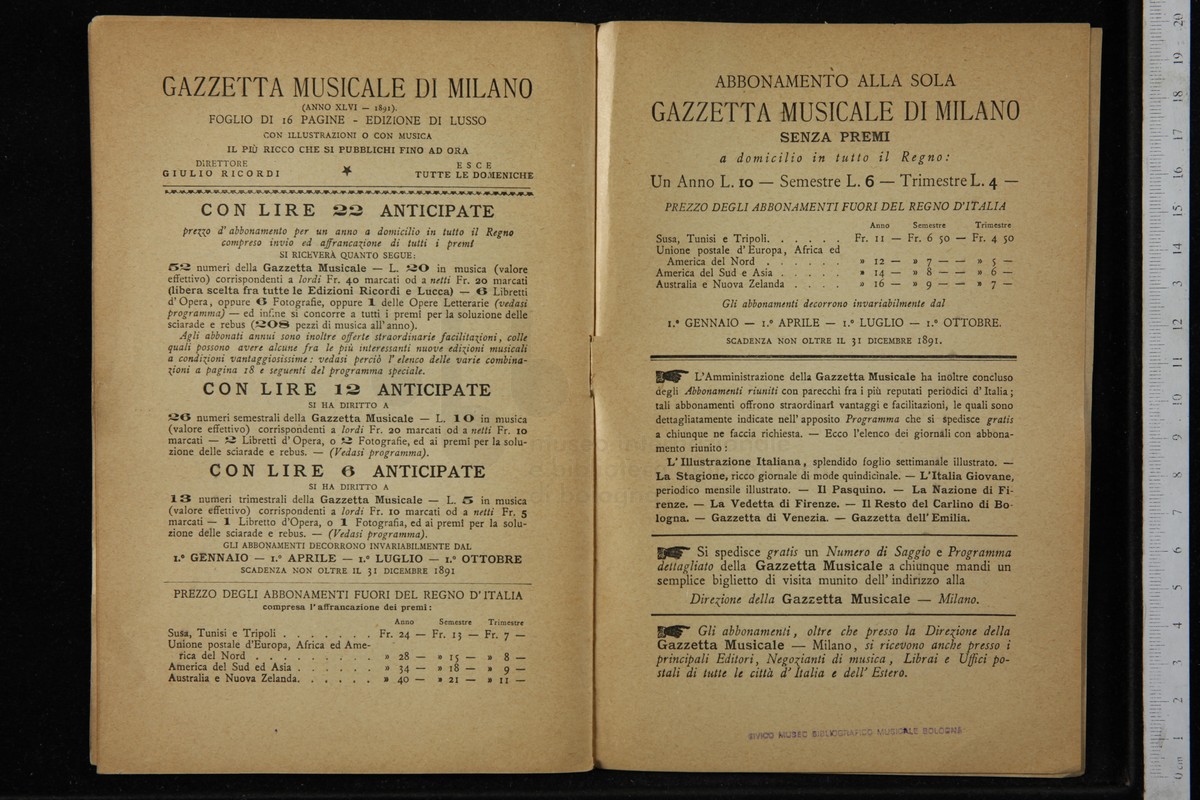 GAZZETTA MUSICALE DI MILANO
(ANNO XLVI — 1891).
FOGLIO DI 16 PAGINE - EDIZIONE DI LUSSO
CON ILLUSTRAZIONI O CON MUSICA
IL PIÙ RICCO CHE SI PUBBLICHI FINO AD ORA
DIRETTORE
GIULIO RICORDI
ESCE
TUTTE LE DOMENICHE
CON LIRE 22 ANTICIPATE
prezzo d' abbonamento per un anno a domicilio in tutto il Regno
compreso invio ed affrancazione di tutti i premi
SI RICEVERÀ QUANTO SEGUE:
52 numeri della Gazzetta Musicale — L. 20 in musica (valore
effettivo) corrispondenti a lordi Fr. 40 marcati od a netti Fr. 20 marcati
(libera scelta fra tutte le Edizioni Ricordi e Lucca) — 6 Libretti
d' Opera, oppure 6 Fotografie, oppure 1 delle Opere Letterarie (vedasi
programma) — ed infine si concorre a tutti i premi per la soluzione delle
sciarade e rebus (208 pezzi di musica all' anno).
Agli abbonati annui sono inoltre offerte straordinarie facilitazioni, colle
quali possono avere alcune fra le più interessanti nuove edizioni musicali
a condizioni vantaggiosissime: vedasi perciò l' elenco delle varie combina-
zioni a pagina 18 e seguenti del programma speciale.
CON LIRE 12 ANTICIPATE
SI HA DIRITTO A
26 numeri semestrali della Gazzetta Musicale — L. 10 in musica
(valore effettivo) corrispondenti a lordi Fr. 20 marcati od a netti Fr. 10
marcati — 2 Libretti d' Opera, o 2 Fotografie, ed ai premi per la solu-
zione delle sciarade e rebus. — (Vedasi programma).
CON LIRE 6 ANTICIPATE
SI HA DIRITTO A
13 numeri trimestrali della Gazzetta Musicale — L. 5 in musica
(valore effettivo) corrispondenti a lordi Fr. 10 marcati od a netti Fr. 5
marcati — 1 Libretto d'Opera, o 1 Fotografia, ed ai premi per la solu-
zione delle sciarade e rebus. — (Vedasi programma).
GLI ABBONAMENTI DECORRONO INVARIABILMENTE DAL
1.º GENNAIO — 1.º APRILE — 1.º LUGLIO — 1.º OTTOBRE
SCADENZA NON OLTRE IL 31 DICEMBRE 1891
PREZZO DEGLI ABBONAMENTI FUORI DEL REGNO D' ITALIA
compresa l' affrancazione dei premi:
Anno Semestre Trimestre
Susa, Tunisi e Tripoli . . . . . . . Fr. 24 — Fr. 13 — Fr. 7 —
Unione postale d'Europa, Africa ed Ame-
rica del Nord . . . . . . . . . » 28 — » 15 — » 8 —
America del Sud ed Asia . . . . . . » 34 — » 18 — » 9 —
Australia e Nuova Zelanda. . . . . . » 40 — » 21 — » 11 —
ABBONAMENTO ALLA SOLA
GAZZETTA MUSICALE DI MILANO
SENZA PREMI
a domicilio in tutto il Regno:
Un Anno L. 10 — Semestre L. 6 — Trimestre L. 4 —
PREZZO DEGLI ABBONAMENTI FUORI DEL REGNO D'ITALIA
Anno Semestre Trimestre
Susa, Tunisi e Tripoli. . . . . . Fr. 11 — Fr. 6 50 — Fr. 4 50
Unione postale d'Europa, Africa ed
America del Nord . . . . . . » 12 — » 7 — — » 5 —
America del Sud e Asia . . . . . » 14 — » 8 — — » 6 —
Australia e Nuova Zelanda . . . . » 16 — » 9 — — » 7 —
Gli abbonamenti decorrono invariabilmente dal
1.º GENNAIO — 1.º APRILE — 1.º LUGLIO — 1.º OTTOBRE.
SCADENZA NON OLTRE IL 31 DICEMBRE 1891.
L'Amministrazione della Gazzetta Musicale ha inoltre concluso
degli Abbonamenti riuniti con parecchi fra i più reputati periodici d' Italia;
tali abbonamenti offrono straordinari vantaggi e facilitazioni, le quali sono
dettagliatamente indicate nell' apposito Programma che si spedisce gratis
a chiunque ne faccia richiesta. — Ecco l'elenco dei giornali con abbona-
mento riunito:
L' Illustrazione Italiana, splendido foglio settimanale illustrato. —
La Stagione, ricco giornale di mode quindicinale. — L'Italia Giovane,
periodico mensile illustrato. — Il Pasquino. — La Nazione di Fi-
renze. — La Vedetta di Firenze. — Il Resto del Carlino di Bo-
logna. — Gazzetta di Venezia. — Gazzetta dell' Emilia.
Si spedisce gratis un Numero di Saggio e Programma
dettagliato della Gazzetta Musicale a chiunque mandi un
semplice biglietto di visita munito dell' indirizzo alla
Direzione della Gazzetta Musicale — Milano.
Gli abbonamenti, oltre che presso la Direzione della
Gazzetta Musicale — Milano, si ricevono anche presso i
principali Editori, Negozianti di musica, Librai e Uffici po-
stali di tutte le città d' Italia e dell' Estero.
CIVICO MUSEO BIBLIOGRAFICO MUSICALE BOLOGNA